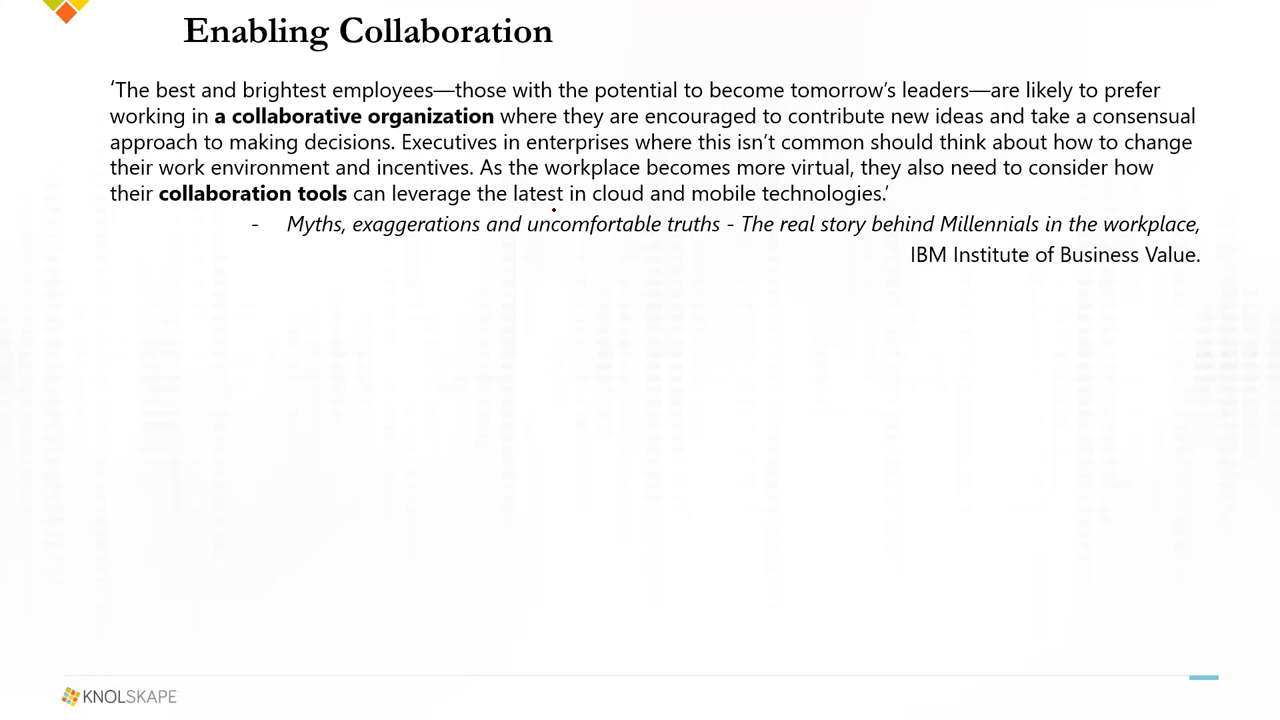 Enabling Collaboration
‘The best and brightest employees—those with the potential to become tomorrow’s leaders—are likely to prefer
working in a collaborative organization where they are encouraged to contribute new ideas and take a consensual
approach to making decisions. Executives in enterprises where this isn’t common should think about how to change
their work environment and incentives. As the workplace becomes more virtual, they also need to consider how
their collaboration tools can leverage the latest in cloud and mobile technologies.’
- Myths, exaggerations and uncomfortable truths - The real story behind Millennials in the workplace,
IBM Institute of Business Value.
KNOLSKAPE